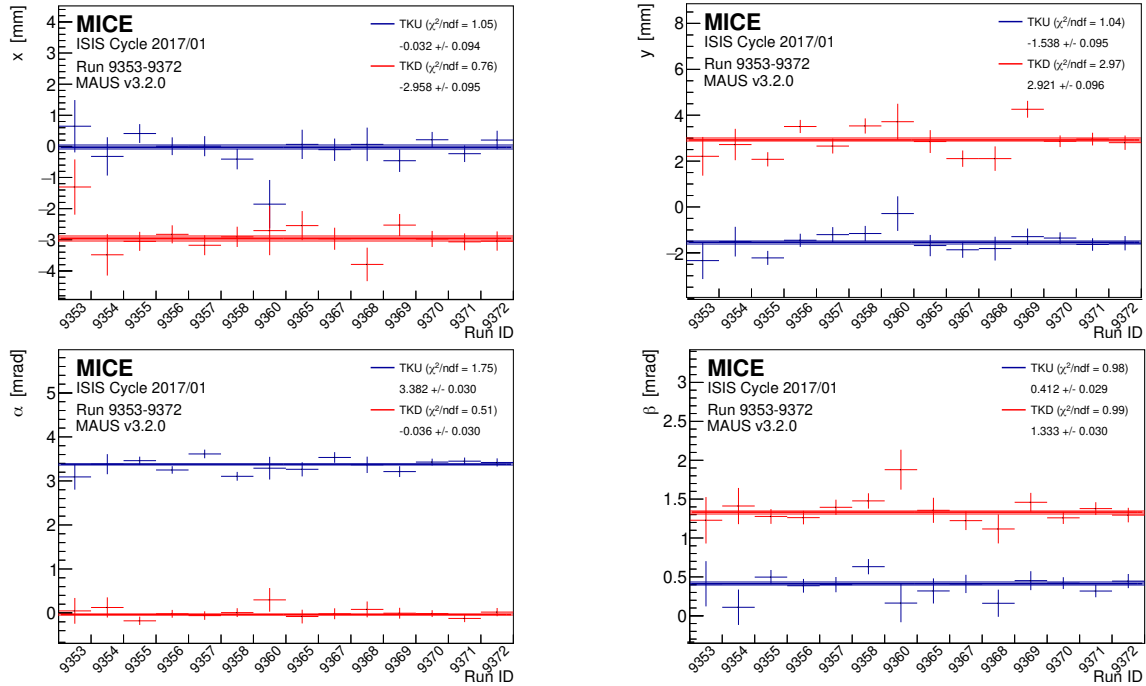 x [mm]
4
3
2
1
0
−1
−2
−3
−4
MICE
ISIS Cycle 2017/01
Run 9353-9372
MAUS v3.2.0
TKU (χ²/ndf = 1.05)
-0.032 +/- 0.094
TKD (χ²/ndf = 0.76)
-2.958 +/- 0.095
9353 9354 9355 9356 9357 9358 9360 9365 9367 9368 9369 9370 9371 9372
Run ID
y [mm]
8
6
4
2
0
−2
MICE
ISIS Cycle 2017/01
Run 9353-9372
MAUS v3.2.0
TKU (χ²/ndf = 1.04)
-1.538 +/- 0.095
TKD (χ²/ndf = 2.97)
2.921 +/- 0.096
9353 9354 9355 9356 9357 9358 9360 9365 9367 9368 9369 9370 9371 9372
Run ID
α [mrad]
5
4
3
2
1
0
MICE
ISIS Cycle 2017/01
Run 9353-9372
MAUS v3.2.0
TKU (χ²/ndf = 1.75)
3.382 +/- 0.030
TKD (χ²/ndf = 0.51)
-0.036 +/- 0.030
9353 9354 9355 9356 9357 9358 9360 9365 9367 9368 9369 9370 9371 9372
Run ID
β [mrad]
3
2.5
2
1.5
1
0.5
0
MICE
ISIS Cycle 2017/01
Run 9353-9372
MAUS v3.2.0
TKU (χ²/ndf = 0.98)
0.412 +/- 0.029
TKD (χ²/ndf = 0.99)
1.333 +/- 0.030
9353 9354 9355 9356 9357 9358 9360 9365 9367 9368 9369 9370 9371 9372
Run ID